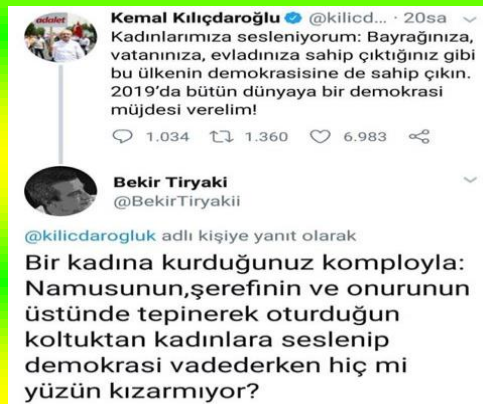 adalet
Kemal Kılıçdaroğlu @kilicd... · 20sa
Kadınlarımıza sesleniyorum: Bayrağınıza,
vatanınıza, evladınıza sahip çıktığınız gibi
bu ülkenin demokrasisine de sahip çıkın.
2019'da bütün dünyaya bir demokrasi
müjdesi verelim!
1.034 1.360 6.983
Bekir Tiryaki
@BekirTiryakii
@kilicdarogluk adlı kişiye yanıt olarak
Bir kadına kurduğunuz komployla:
Namusunun,şerefinin ve onurunun
üstünde tepinerek oturduğun
koltuktan kadınlara seslenip
demokrasi vadederken hiç mi
yüzün kızarmıyor?